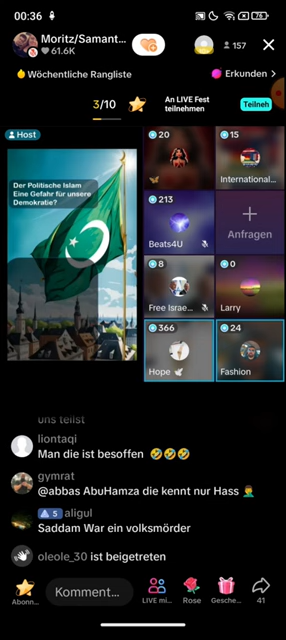 00:36
76
Moritz/Samant...
61.6K
157
Wöchentliche Rangliste
Erkunden >
3/10
An LIVE Fest
teilnehmen
Teilneh
Host
20
15
Der Politische Islam
Eine Gefahr für unsere
Demokratie?
International...
213
Beats4U
Anfragen
8
0
Free Israe...
Larry
366
24
Hope
Fashion
uns teilst
liontaqi
Man die ist besoffen 🤣🤣🤣
gymrat
@abbas AbuHamza die kennt nur Hass 🤦‍♂️
5 aligul
Saddam War ein volksmörder
oleole_30 ist beigetreten
Kommentar...
Abonn...
LIVE mi...
Rose
Gesche...
41